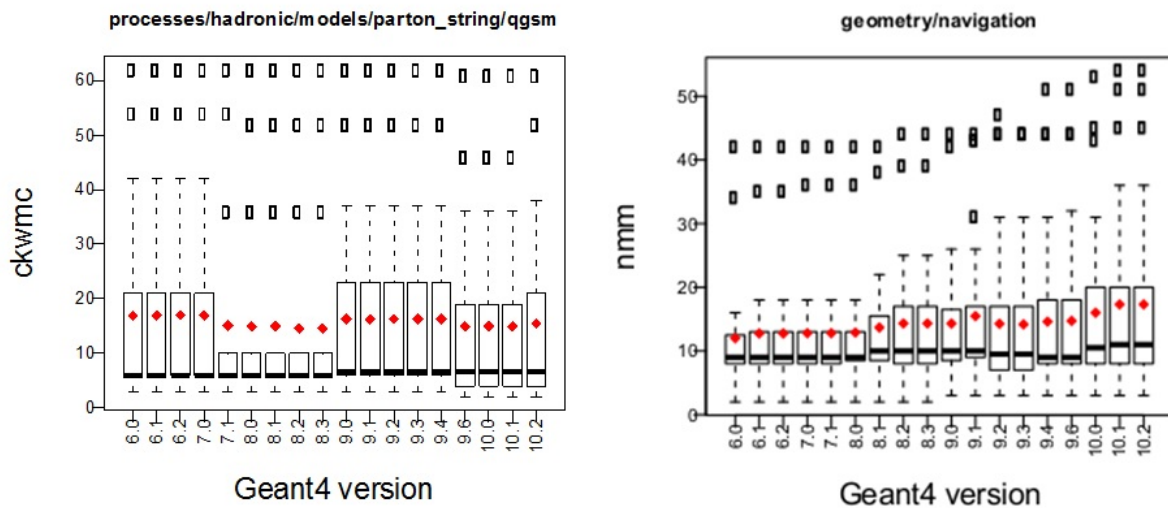 processes/hadronic/models/parton_string/qgsm
ckwmc
60
50
40
30
20
10
0
6.0 6.1 6.2 7.0 7.1 8.0 8.1 8.2 8.3 9.0 9.1 9.2 9.3 9.4 9.6 10.0 10.1 10.2
Geant4 version
geometry/navigation
nmm
50
40
30
20
10
0
6.0 6.1 6.2 7.0 7.1 8.0 8.1 8.2 8.3 9.0 9.1 9.2 9.3 9.4 9.6 10.0 10.1 10.2
Geant4 version